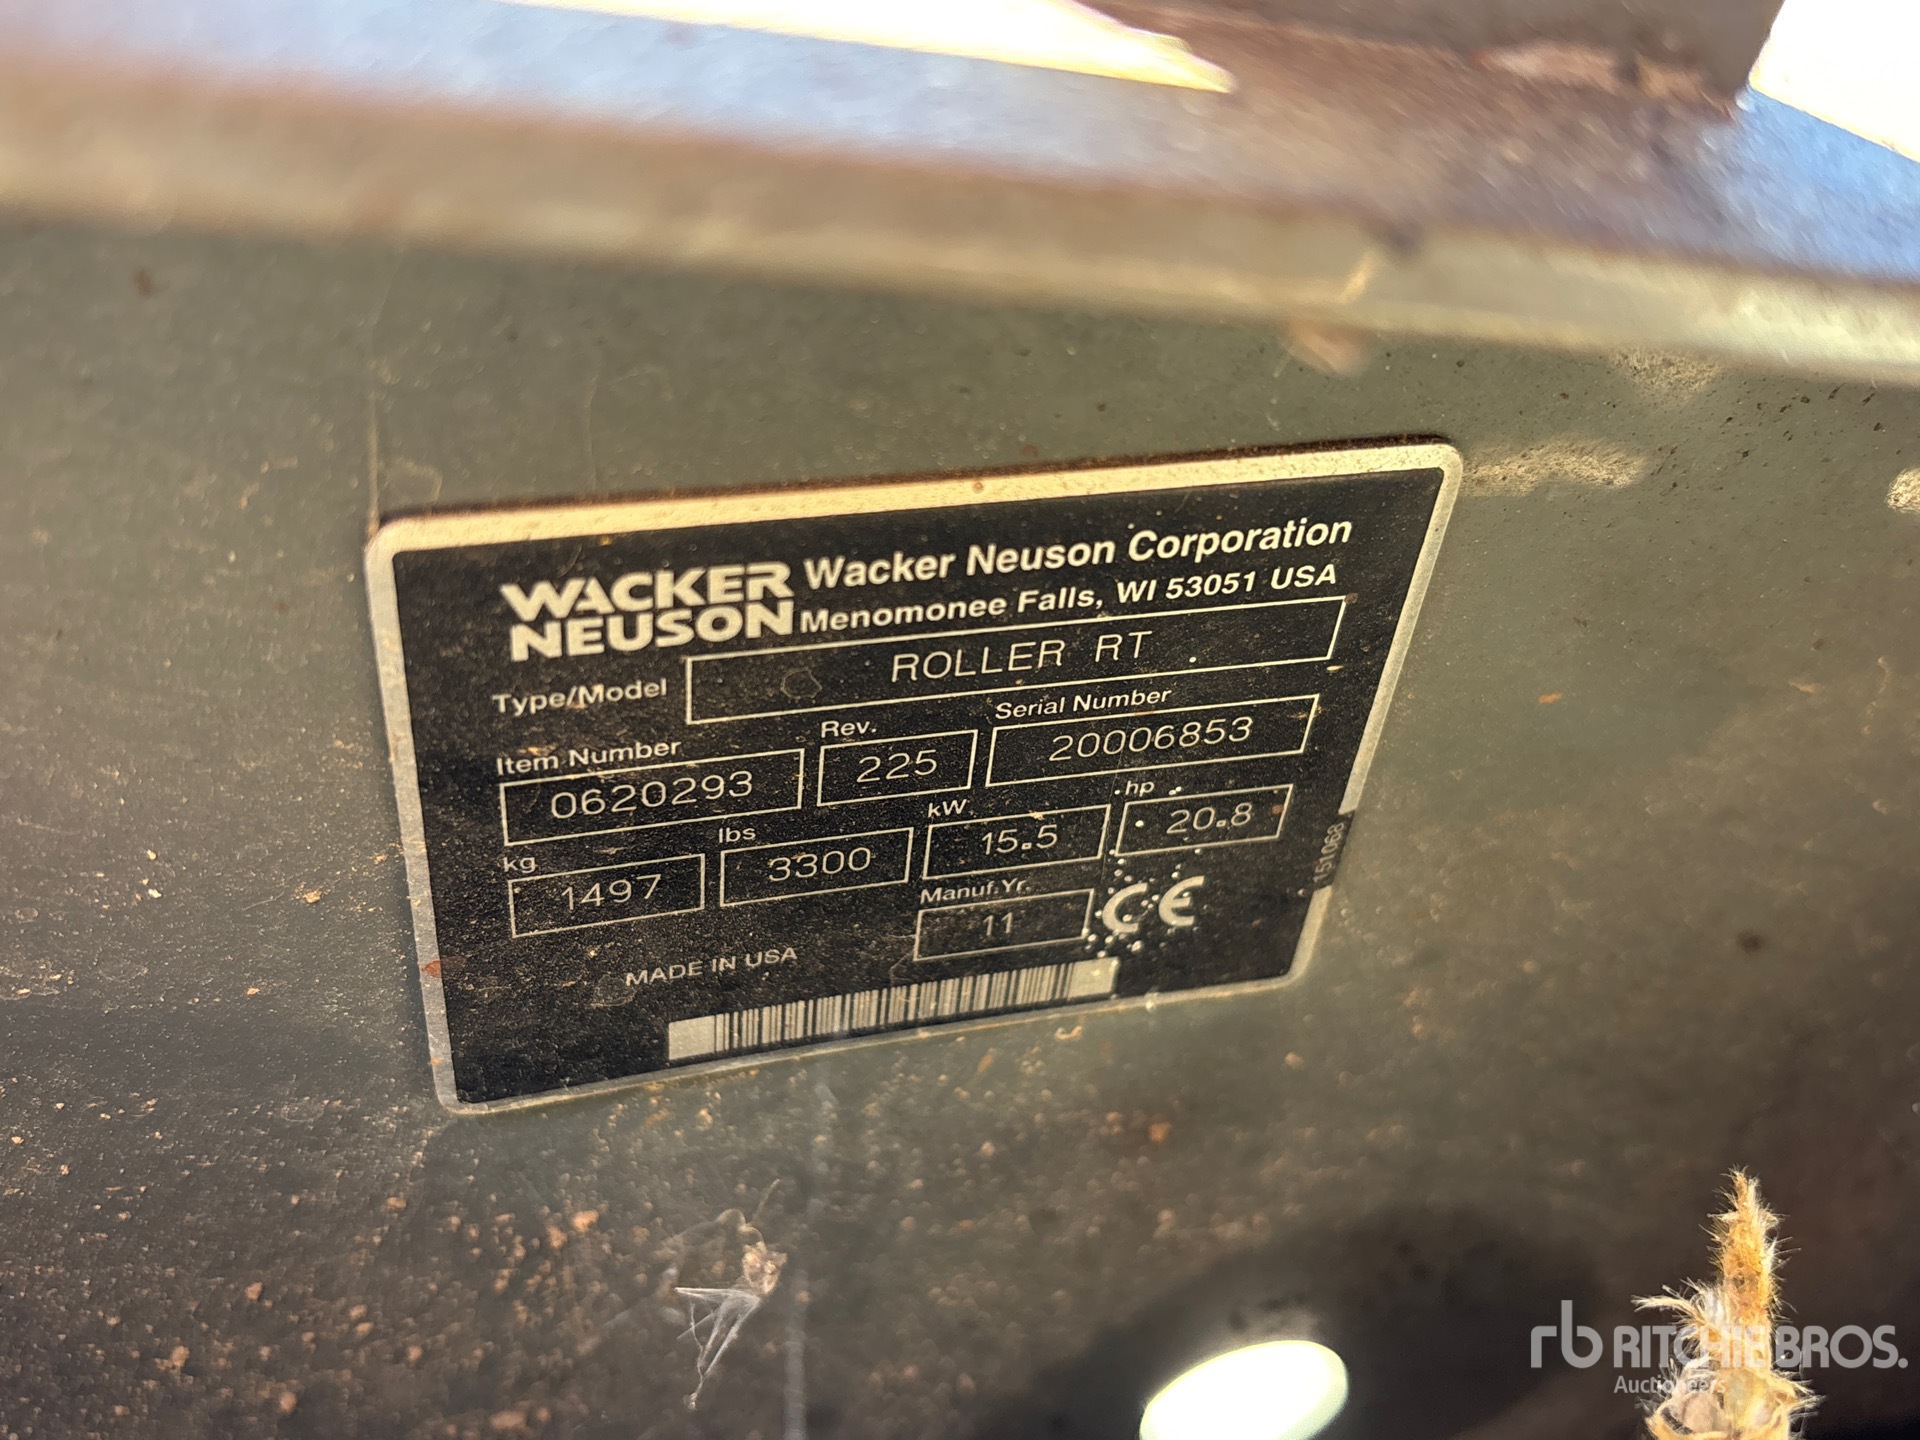 WACKER
NEUSON
Wacker Neuson Corporation
Menomonee Falls, WI 53051 USA
Type/Model
ROLLER RT
Item Number
Rev.
Serial Number
0620293
225
20006853
kg
lbs
kW
hp
1497
3300
15.5
20.8
Manuf.Yr.
11
CE
MADE IN USA
151068
rb RITCHIE BROS.
Auctioneers